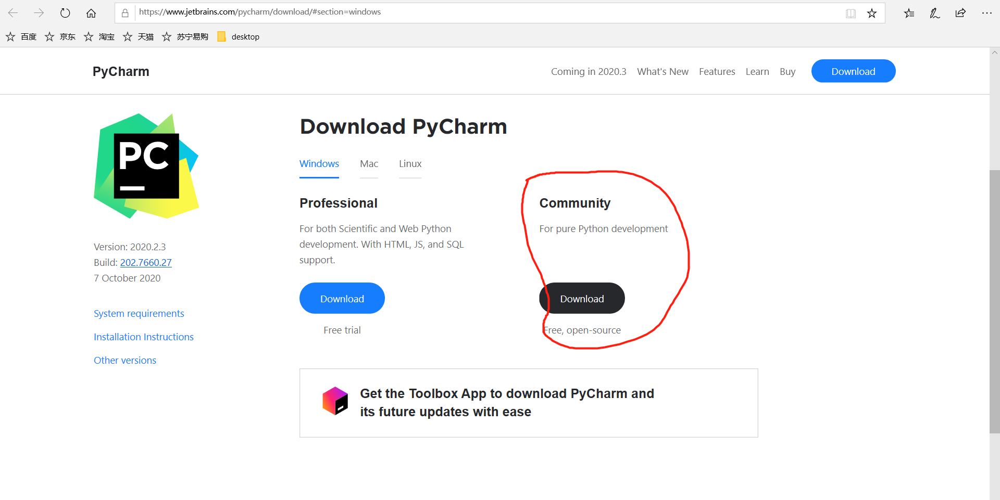 https://www.jetbrains.com/pycharm/download/#section=windows
百度 京东 淘宝 天猫 苏宁易购 desktop
PyCharm
Coming in 2020.3 What's New Features Learn Buy Download
PC
Download PyCharm
Windows Mac Linux
Professional
For both Scientific and Web Python
development. With HTML, JS, and SQL
support.
Download
Free trial
Community
For pure Python development
Download
Free, open-source
Version: 2020.2.3
Build: 202.7660.27
7 October 2020
System requirements
Installation Instructions
Other versions
Get the Toolbox App to download PyCharm and
its future updates with ease